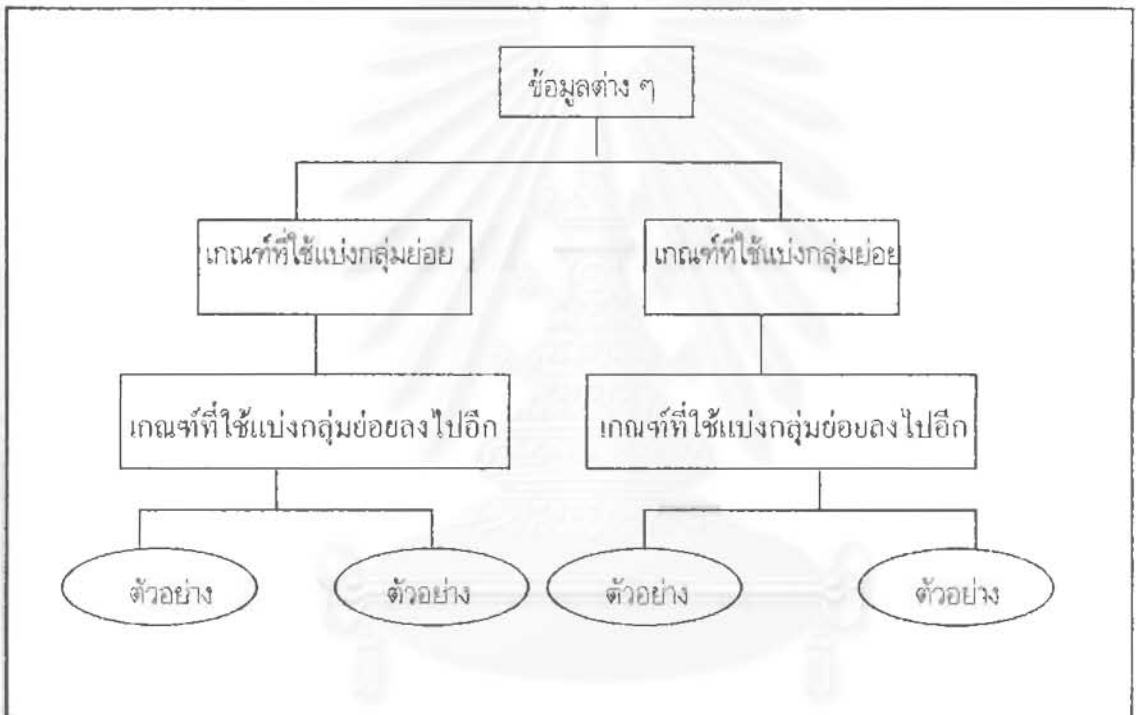 ข้อมูลต่าง ๆ
เกณฑ์ที่ใช้แบ่งกลุ่มย่อย
เกณฑ์ที่ใช้แบ่งกลุ่มย่อย
เกณฑ์ที่ใช้แบ่งกลุ่มย่อยลงไปอีก
เกณฑ์ที่ใช้แบ่งกลุ่มย่อยลงไปอีก
ตัวอย่าง
ตัวอย่าง
ตัวอย่าง
ตัวอย่าง